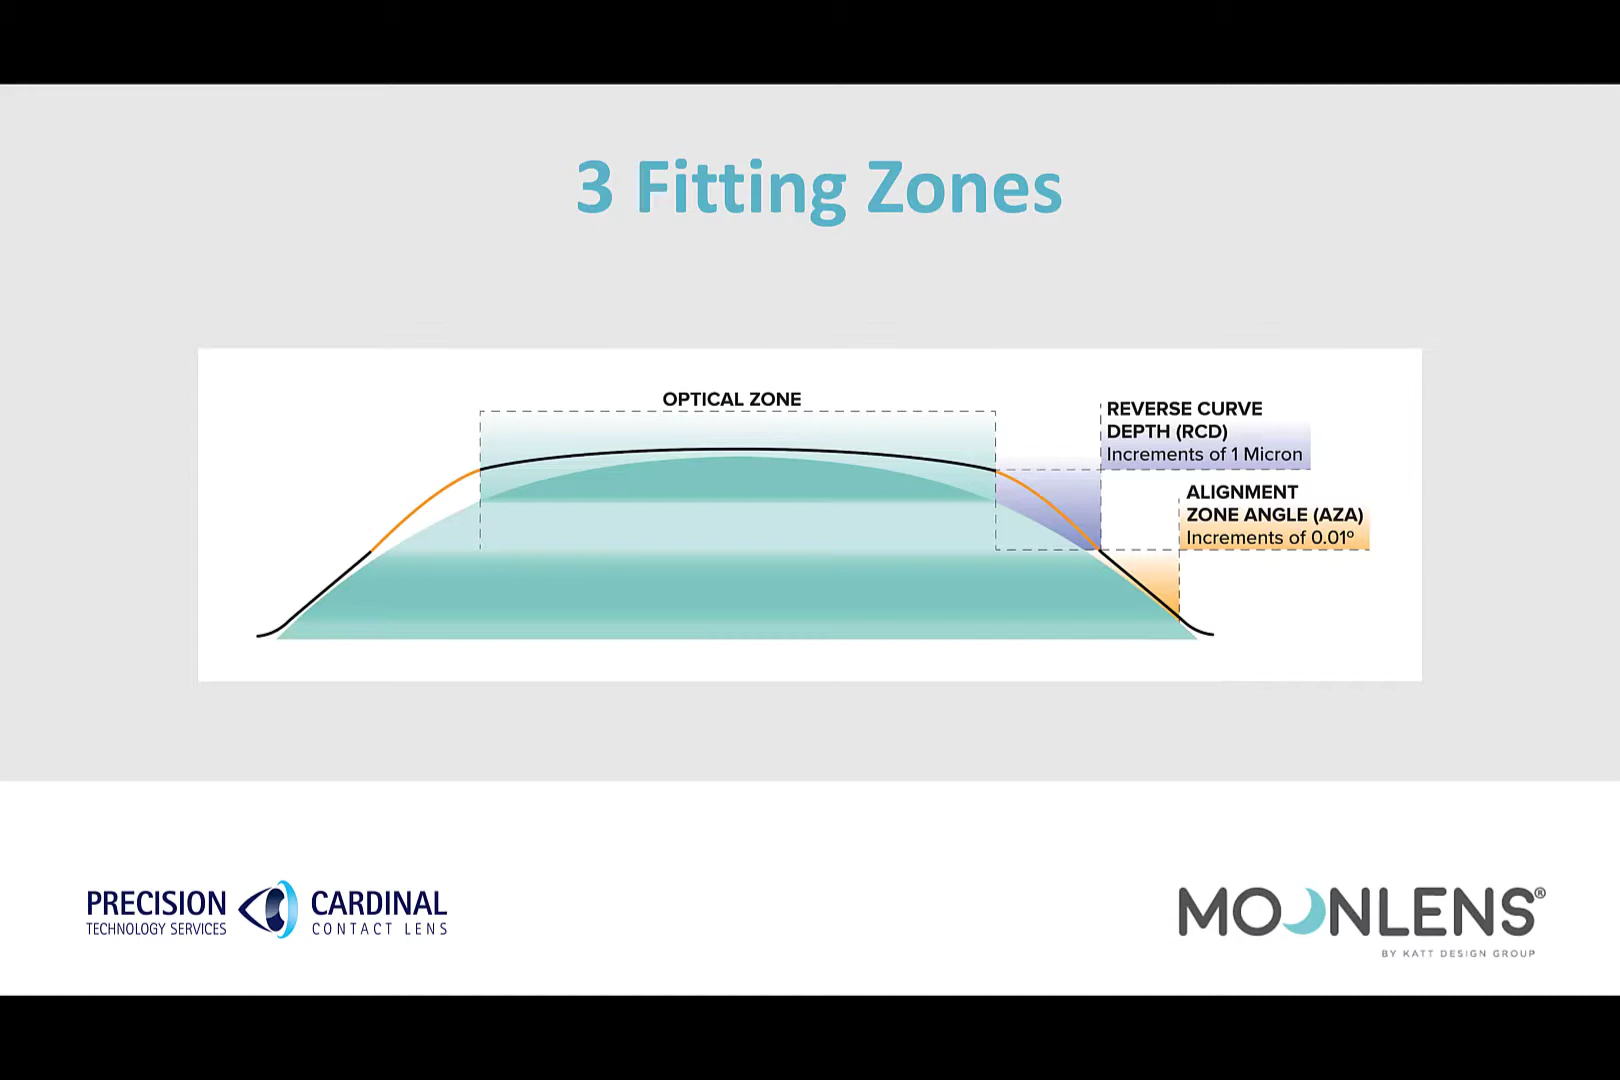 3 Fitting Zones
OPTICAL ZONE
REVERSE CURVE
DEPTH (RCD)
Increments of 1 Micron
ALIGNMENT
ZONE ANGLE (AZA)
Increments of 0.01º
PRECISION
TECHNOLOGY SERVICES
CARDINAL
CONTACT LENS
MOONLENS®
BY KATT DESIGN GROUP